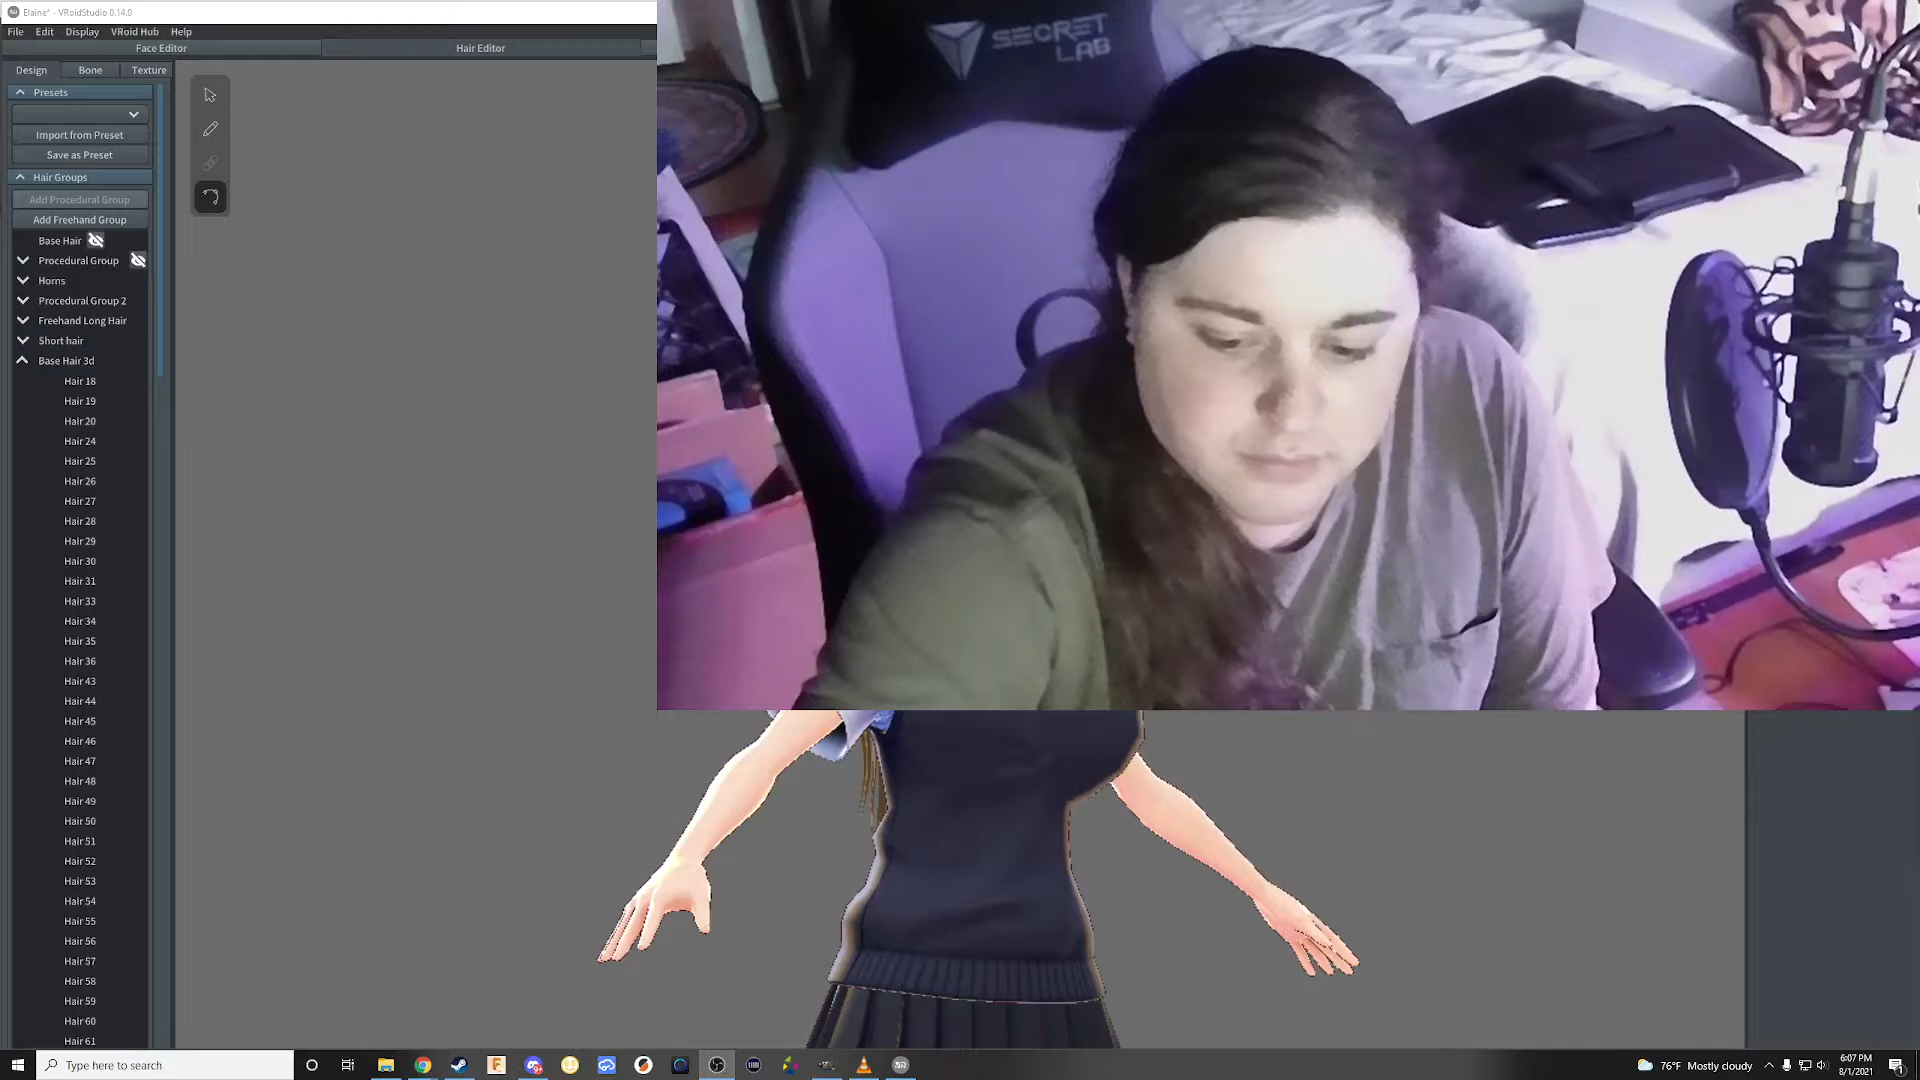 Elaine* - VRoidStudio 0.14.0
File Edit Display VRoid Hub Help
Face Editor
Hair Editor
Design Bone Texture
Presets
Import from Preset
Save as Preset
Hair Groups
Add Procedural Group
Add Freehand Group
Base Hair
Procedural Group
Horns
Procedural Group 2
Freehand Long Hair
Short hair
Base Hair 3d
Hair 18
Hair 19
Hair 20
Hair 24
Hair 25
Hair 26
Hair 27
Hair 28
Hair 29
Hair 30
Hair 31
Hair 33
Hair 34
Hair 35
Hair 36
Hair 43
Hair 44
Hair 45
Hair 46
Hair 47
Hair 48
Hair 49
Hair 50
Hair 51
Hair 52
Hair 53
Hair 54
Hair 55
Hair 56
Hair 57
Hair 58
Hair 59
Hair 60
Hair 61
SECRET
LAB
Type here to search
76°F Mostly cloudy
6:07 PM
8/1/2021